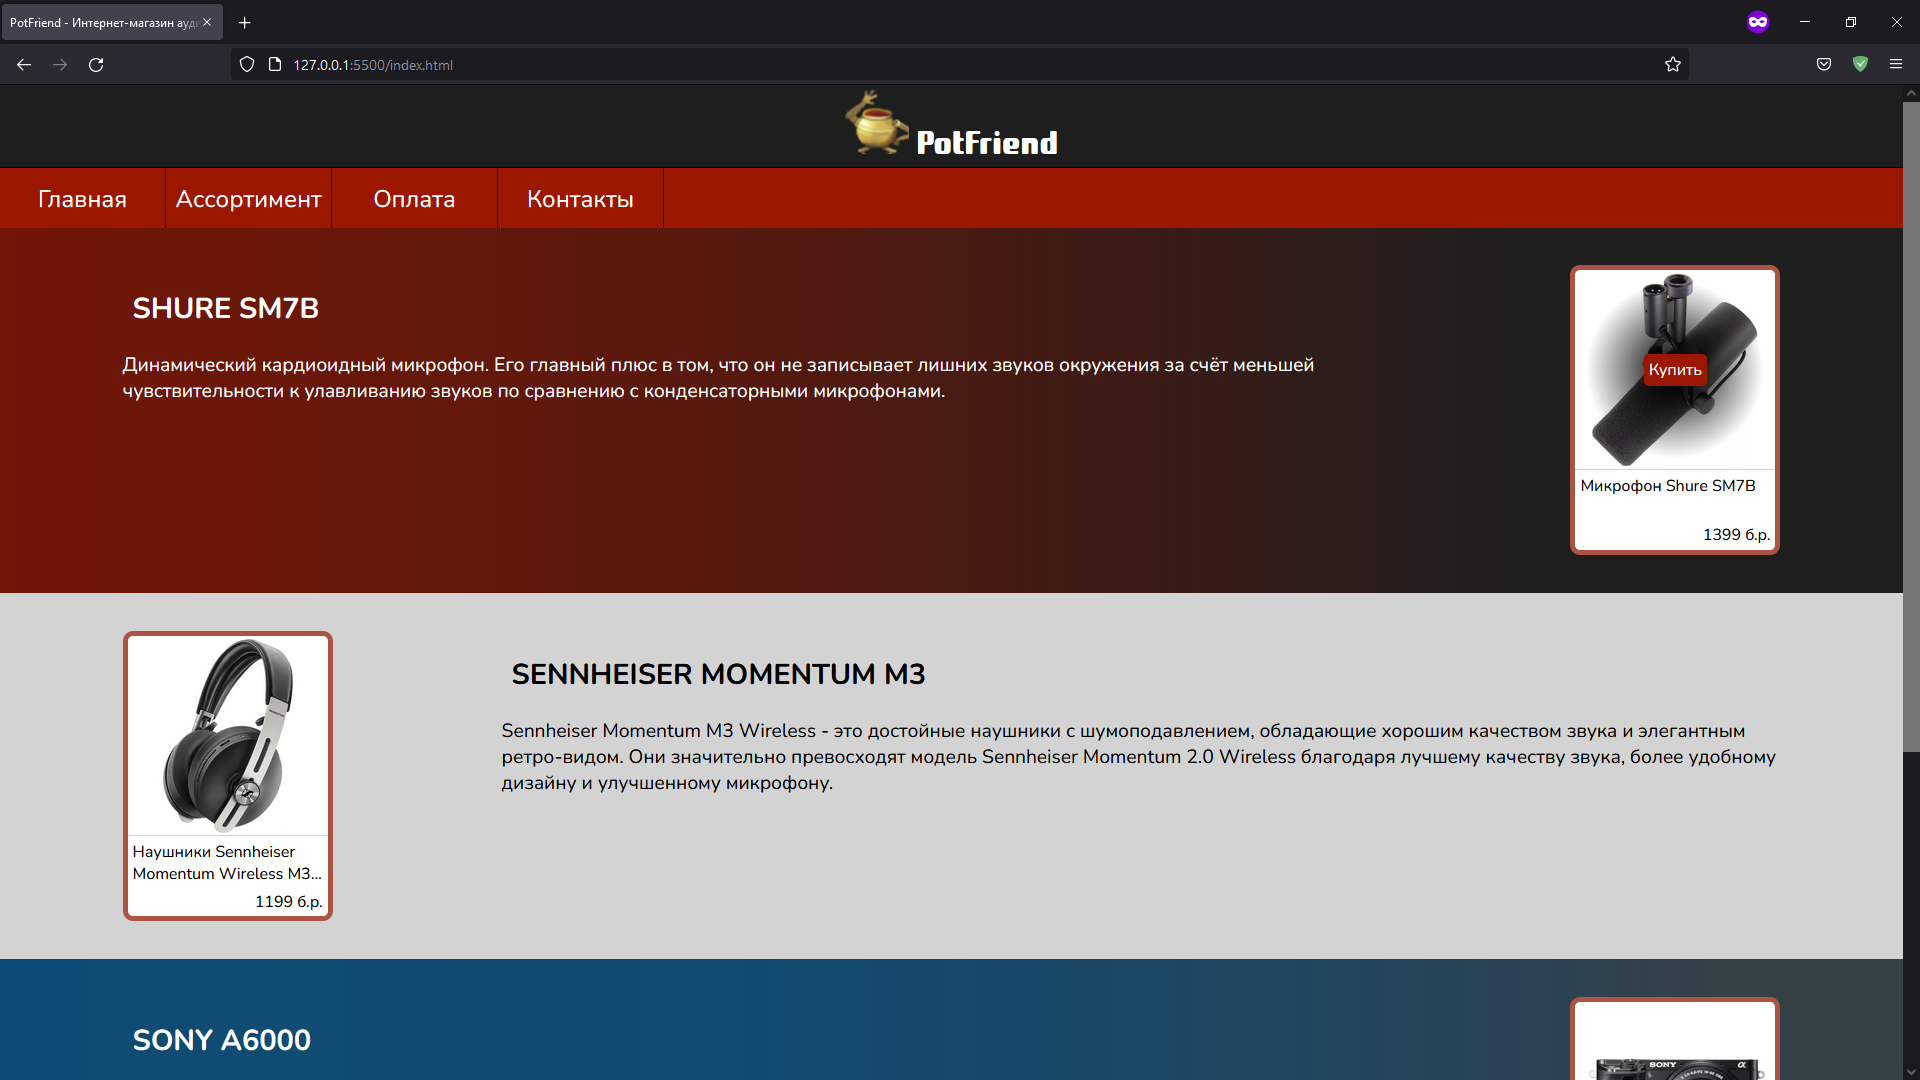 PotFriend - Интернет-магазин ауди
127.0.0.1:5500/index.html
PotFriend
Главная
Ассортимент
Оплата
Контакты
SHURE SM7B
Динамический кардиоидный микрофон. Его главный плюс в том, что он не записывает лишних звуков окружения за счёт меньшей
чувствительности к улавливанию звуков по сравнению с конденсаторными микрофонами.
Купить
Микрофон Shure SM7B
1399 б.р.
SENNHEISER MOMENTUM M3
Sennheiser Momentum M3 Wireless - это достойные наушники с шумоподавлением, обладающие хорошим качеством звука и элегантным
ретро-видом. Они значительно превосходят модель Sennheiser Momentum 2.0 Wireless благодаря лучшему качеству звука, более удобному
дизайну и улучшенному микрофону.
Наушники Sennheiser
Momentum Wireless M3...
1199 б.р.
SONY A6000
SONY
α